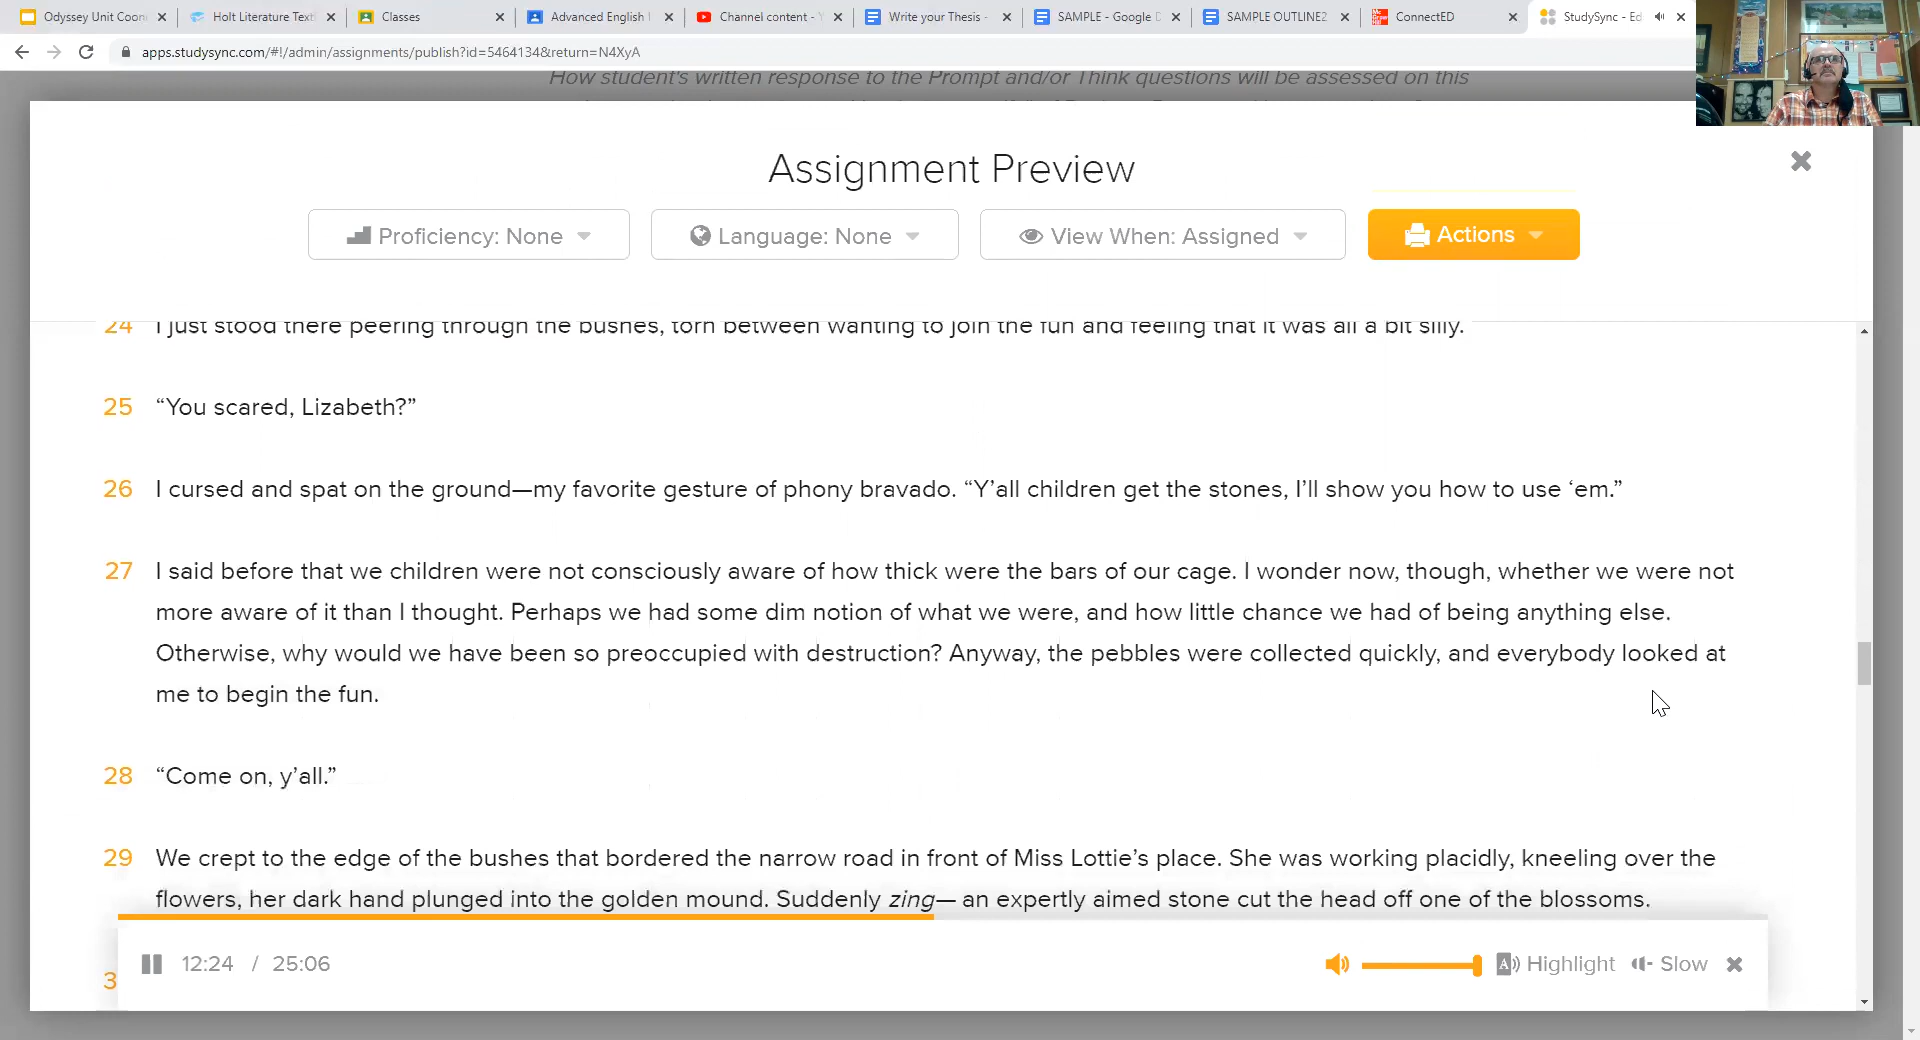 Odyssey Unit Coon
Holt Literature Text
Classes
Advanced English
Channel content - Y
Write your Thesis -
SAMPLE - Google D
SAMPLE OUTLINE2
ConnectED
StudySync - Ed
apps.studysync.com/#!/admin/assignments/publish?id=5464134&return=N4XyA
How student's written response to the Prompt and/or Think questions will be assessed on this
Assignment Preview
Proficiency: None
Language: None
View When: Assigned
Actions
24 I just stood there peering through the bushes, torn between wanting to join the fun and feeling that it was all a bit silly.
25 “You scared, Lizabeth?”
26 I cursed and spat on the ground—my favorite gesture of phony bravado. “Y’all children get the stones, I’ll show you how to use ‘em.”
27 I said before that we children were not consciously aware of how thick were the bars of our cage. I wonder now, though, whether we were not
more aware of it than I thought. Perhaps we had some dim notion of what we were, and how little chance we had of being anything else.
Otherwise, why would we have been so preoccupied with destruction? Anyway, the pebbles were collected quickly, and everybody looked at
me to begin the fun.
28 “Come on, y’all.”
29 We crept to the edge of the bushes that bordered the narrow road in front of Miss Lottie’s place. She was working placidly, kneeling over the
flowers, her dark hand plunged into the golden mound. Suddenly zing— an expertly aimed stone cut the head off one of the blossoms.
3
12:24 / 25:06
Highlight
Slow